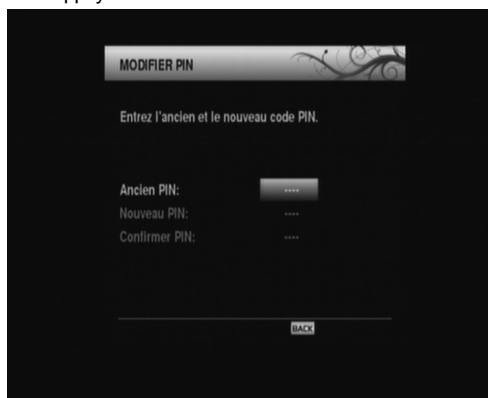 MODIFIER PIN
Entrez l'ancien et le nouveau code PIN.
Ancien PIN: ----
Nouveau PIN: ----
Confirmer PIN: ----
BACK